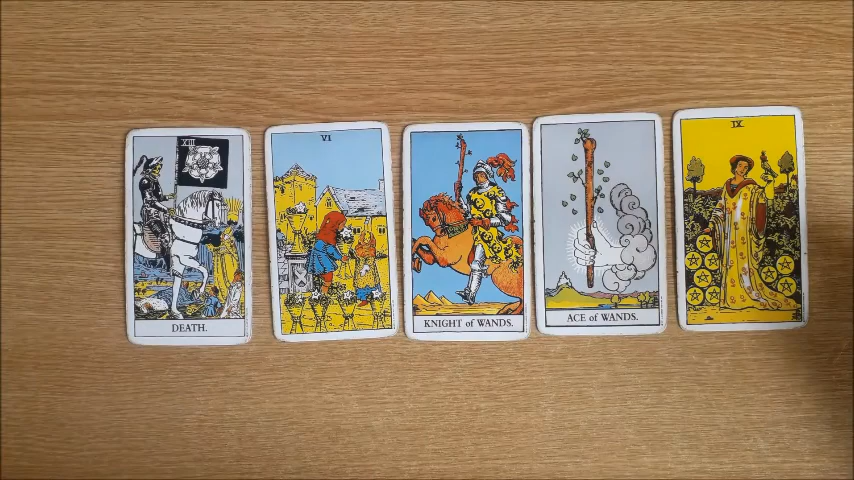 XIII
DEATH.
VI
KNIGHT of WANDS.
ACE of WANDS.
IX